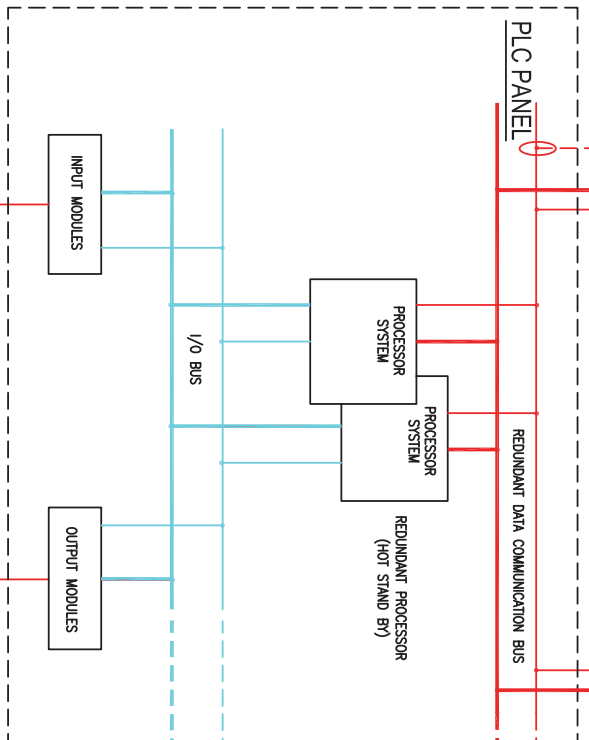 PLC PANEL
REDUNDANT DATA COMMUNICATION BUS
PROCESSOR
SYSTEM
PROCESSOR
SYSTEM
REDUNDANT PROCESSOR
(HOT STAND BY)
I/O BUS
INPUT MODULES
OUTPUT MODULES